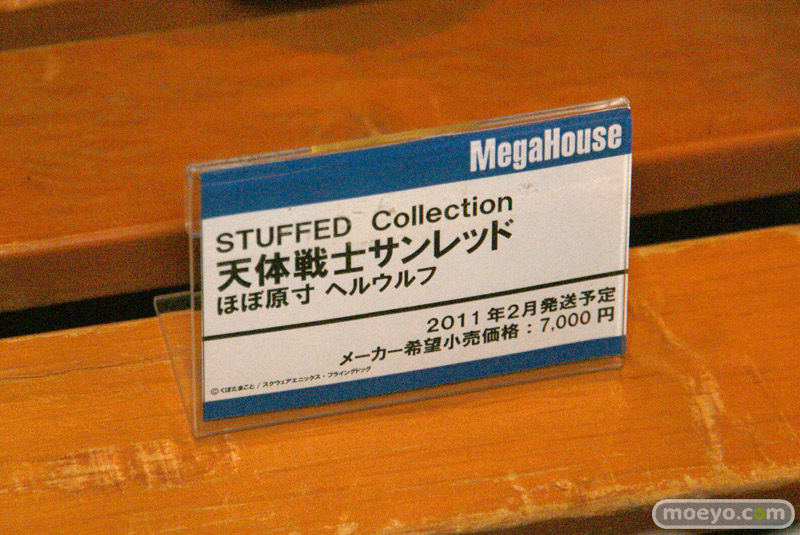 MegaHouse
STUFFED Collection
天体戦士サンレッド
ほぼ原寸 ヘルウルフ
2011年2月発送予定
メーカー希望小売価格：7,000円
©くぼたまこと / スクウェアエニックス・フライングドッグ
moeyo.com